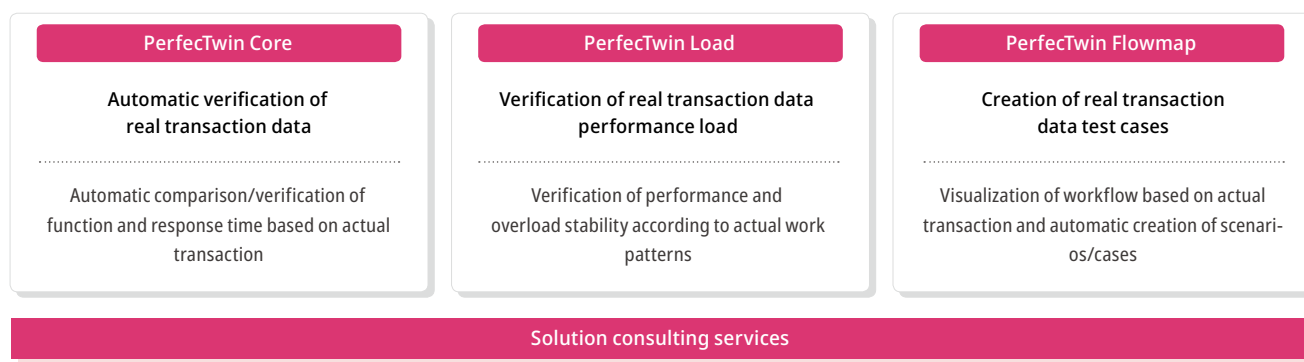 PerfecTwin Core
Automatic verification of
real transaction data
Automatic comparison/verification of
function and response time based on actual
transaction
PerfecTwin Load
Verification of real transaction data
performance load
Verification of performance and
overload stability according to actual work
patterns
PerfecTwin Flowmap
Creation of real transaction
data test cases
Visualization of workflow based on actual
transaction and automatic creation of scenari-
os/cases
Solution consulting services